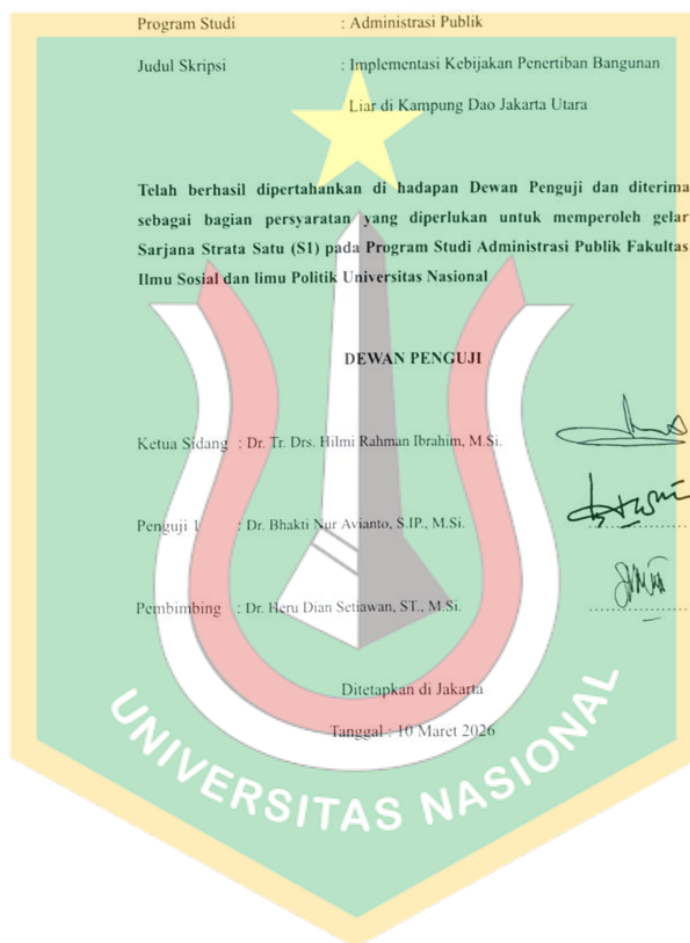 Program Studi : Administrasi Publik
Judul Skripsi : Implementasi Kebijakan Penertiban Bangunan
Liar di Kampung Dao Jakarta Utara
Telah berhasil dipertahankan di hadapan Dewan Penguji dan diterima
sebagai bagian persyaratan yang diperlukan untuk memperoleh gelar
Sarjana Strata Satu (S1) pada Program Studi Administrasi Publik Fakultas
Ilmu Sosial dan limu Politik Universitas Nasional
DEWAN PENGUJI
Ketua Sidang : Dr. Tr. Drs. Hilmi Rahman Ibrahim, M.Si.
Penguji 1 : Dr. Bhakti Nur Avianto, S.IP., M.Si.
Pembimbing : Dr. Heru Dian Setiawan, ST., M.Si.
Ditetapkan di Jakarta
Tanggal : 10 Maret 2026
UNIVERSITAS NASIONAL